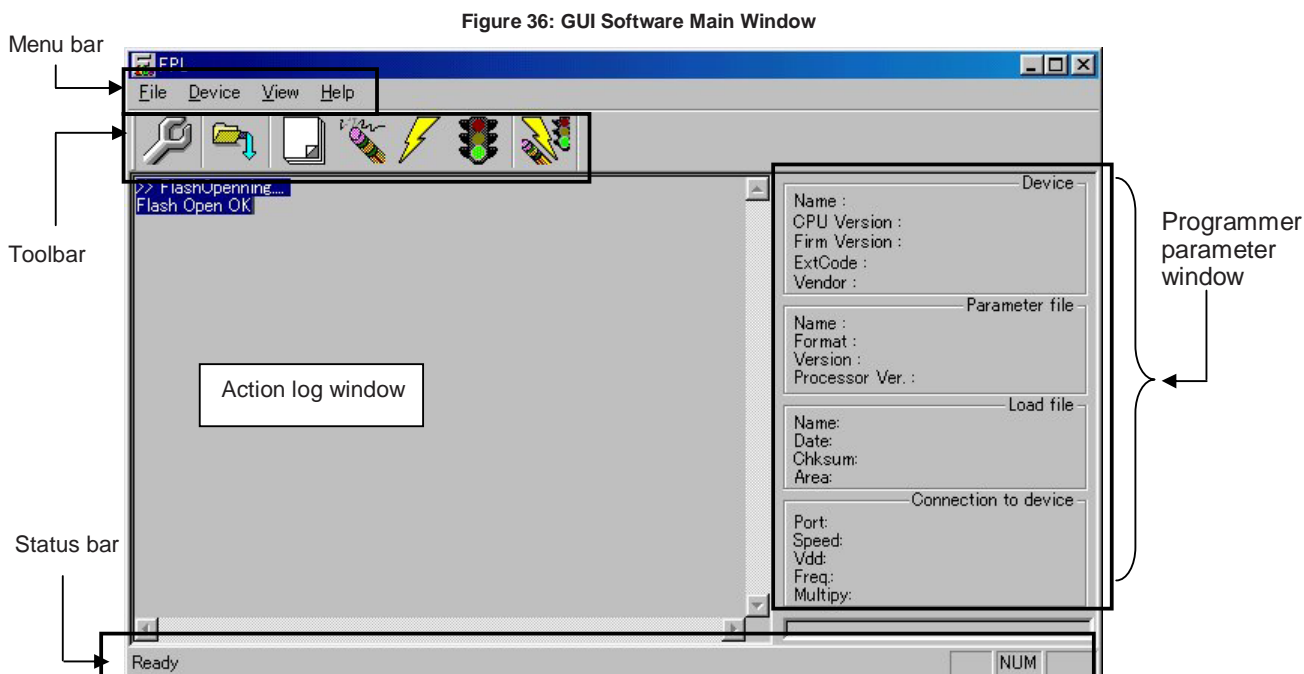 Figure 36: GUI Software Main Window
Menu bar
FPL
File Device View Help
Toolbar
>> FlashOpenning....
Flash Open OK
Action log window
Device
Name :
CPU Version :
Firm Version :
ExtCode :
Vendor :
Parameter file
Name :
Format :
Version :
Processor Ver. :
Load file
Name:
Date:
Chksum:
Area:
Connection to device
Port:
Speed:
Vdd:
Freq.:
Multipy:
Programmer
parameter
window
Status bar
Ready
NUM